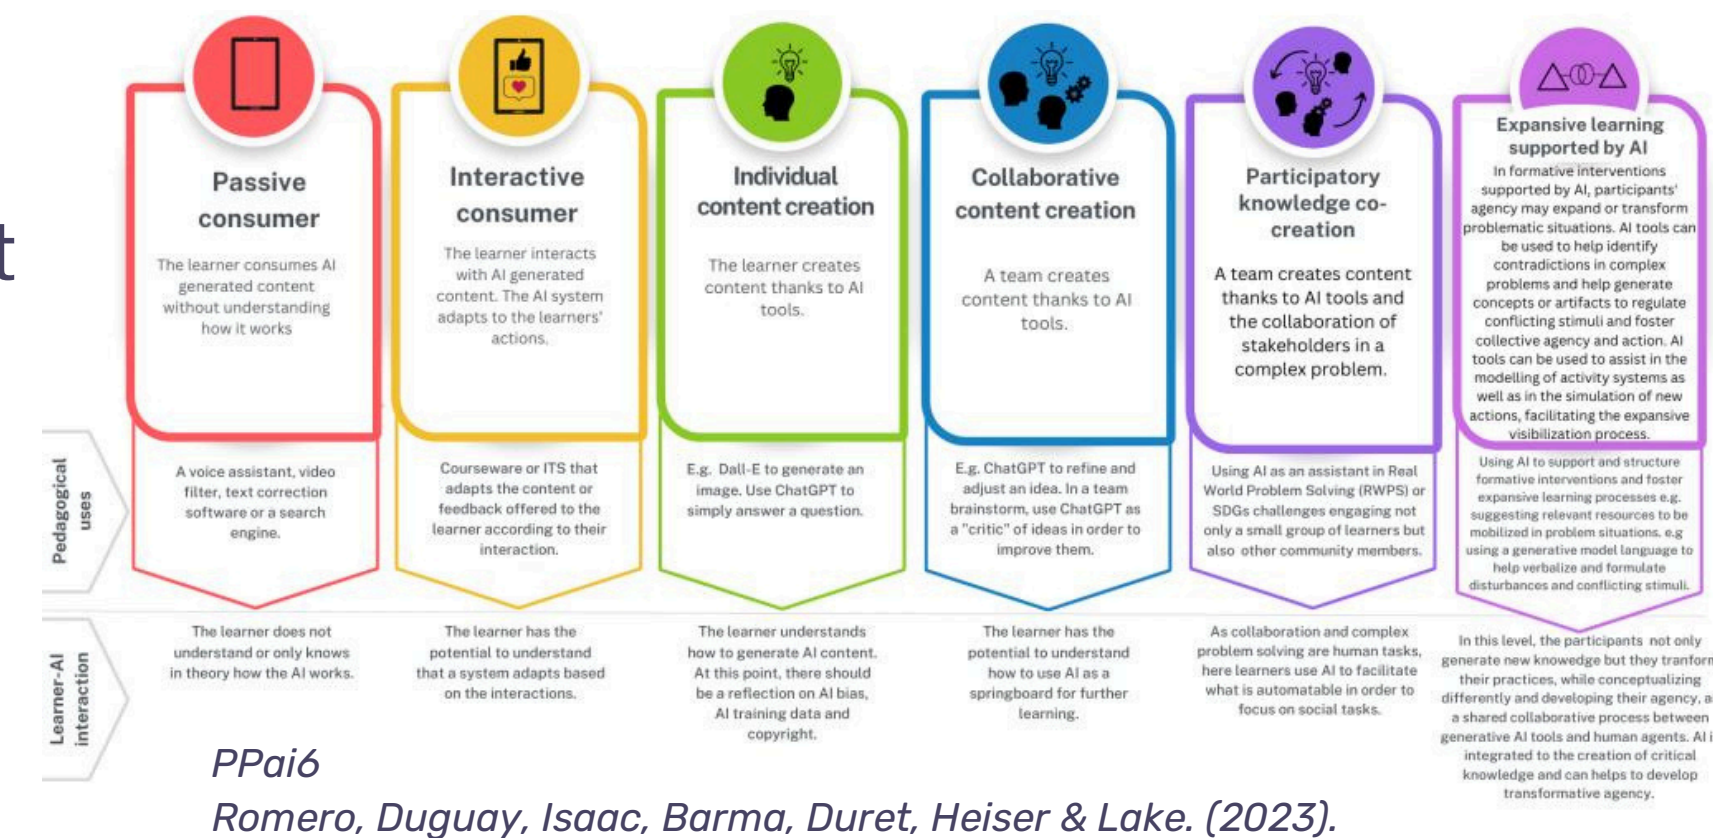 t
Passive
consumer
The learner consumes AI
generated content
without understanding
how it works
Interactive
consumer
The learner interacts
with AI generated
content. The AI system
adapts to the learners'
actions.
Individual
content creation
The learner creates
content thanks to AI
tools.
Collaborative
content creation
A team creates
content thanks to AI
tools.
Participatory
knowledge co-
creation
A team creates content
thanks to AI tools and
the collaboration of
stakeholders in a
complex problem.
Expansive learning
supported by AI
In formative interventions
supported by AI, participants'
agency may expand or transform
problematic situations. AI tools can
be used to help identify
contradictions in complex
problems and help generate
concepts or artifacts to regulate
conflicting stimuli and foster
collective agency and action. AI
tools can be used to assist in the
modelling of activity systems as
well as in the simulation of new
actions, facilitating the expansive
visibilization process.
Pedagogical
uses
A voice assistant, video
filter, text correction
software or a search
engine.
Courseware or ITS that
adapts the content or
feedback offered to the
learner according to their
interaction.
E.g. Dall-E to generate an
image. Use ChatGPT to
simply answer a question.
E.g. ChatGPT to refine and
adjust an idea. In a team
brainstorm, use ChatGPT as
a "critic" of ideas in order to
improve them.
Using AI as an assistant in Real
World Problem Solving (RWPS) or
SDGs challenges engaging not
only a small group of learners but
also other community members.
Using AI to support and structure
formative interventions and foster
expansive learning processes e.g.
suggesting relevant resources to be
mobilized in problem situations. e.g
using a generative model language to
help verbalize and formulate
disturbances and conflicting stimuli.
Learner-AI
interaction
The learner does not
understand or only knows
in theory how the AI works.
The learner has the
potential to understand
that a system adapts based
on the interactions.
The learner understands
how to generate AI content.
At this point, there should
be a reflection on AI bias,
AI training data and
copyright.
The learner has the
potential to understand
how to use AI as a
springboard for further
learning.
As collaboration and complex
problem solving are human tasks,
here learners use AI to facilitate
what is automatable in order to
focus on social tasks.
In this level, the participants not only
generate new knowedge but they tranform
their practices, while conceptualizing
differently and developing their agency, a
a shared collaborative process between
generative AI tools and human agents. AI i
integrated to the creation of critical
knowledge and can helps to develop
transformative agency.
PPai6
Romero, Duguay, Isaac, Barma, Duret, Heiser & Lake. (2023).